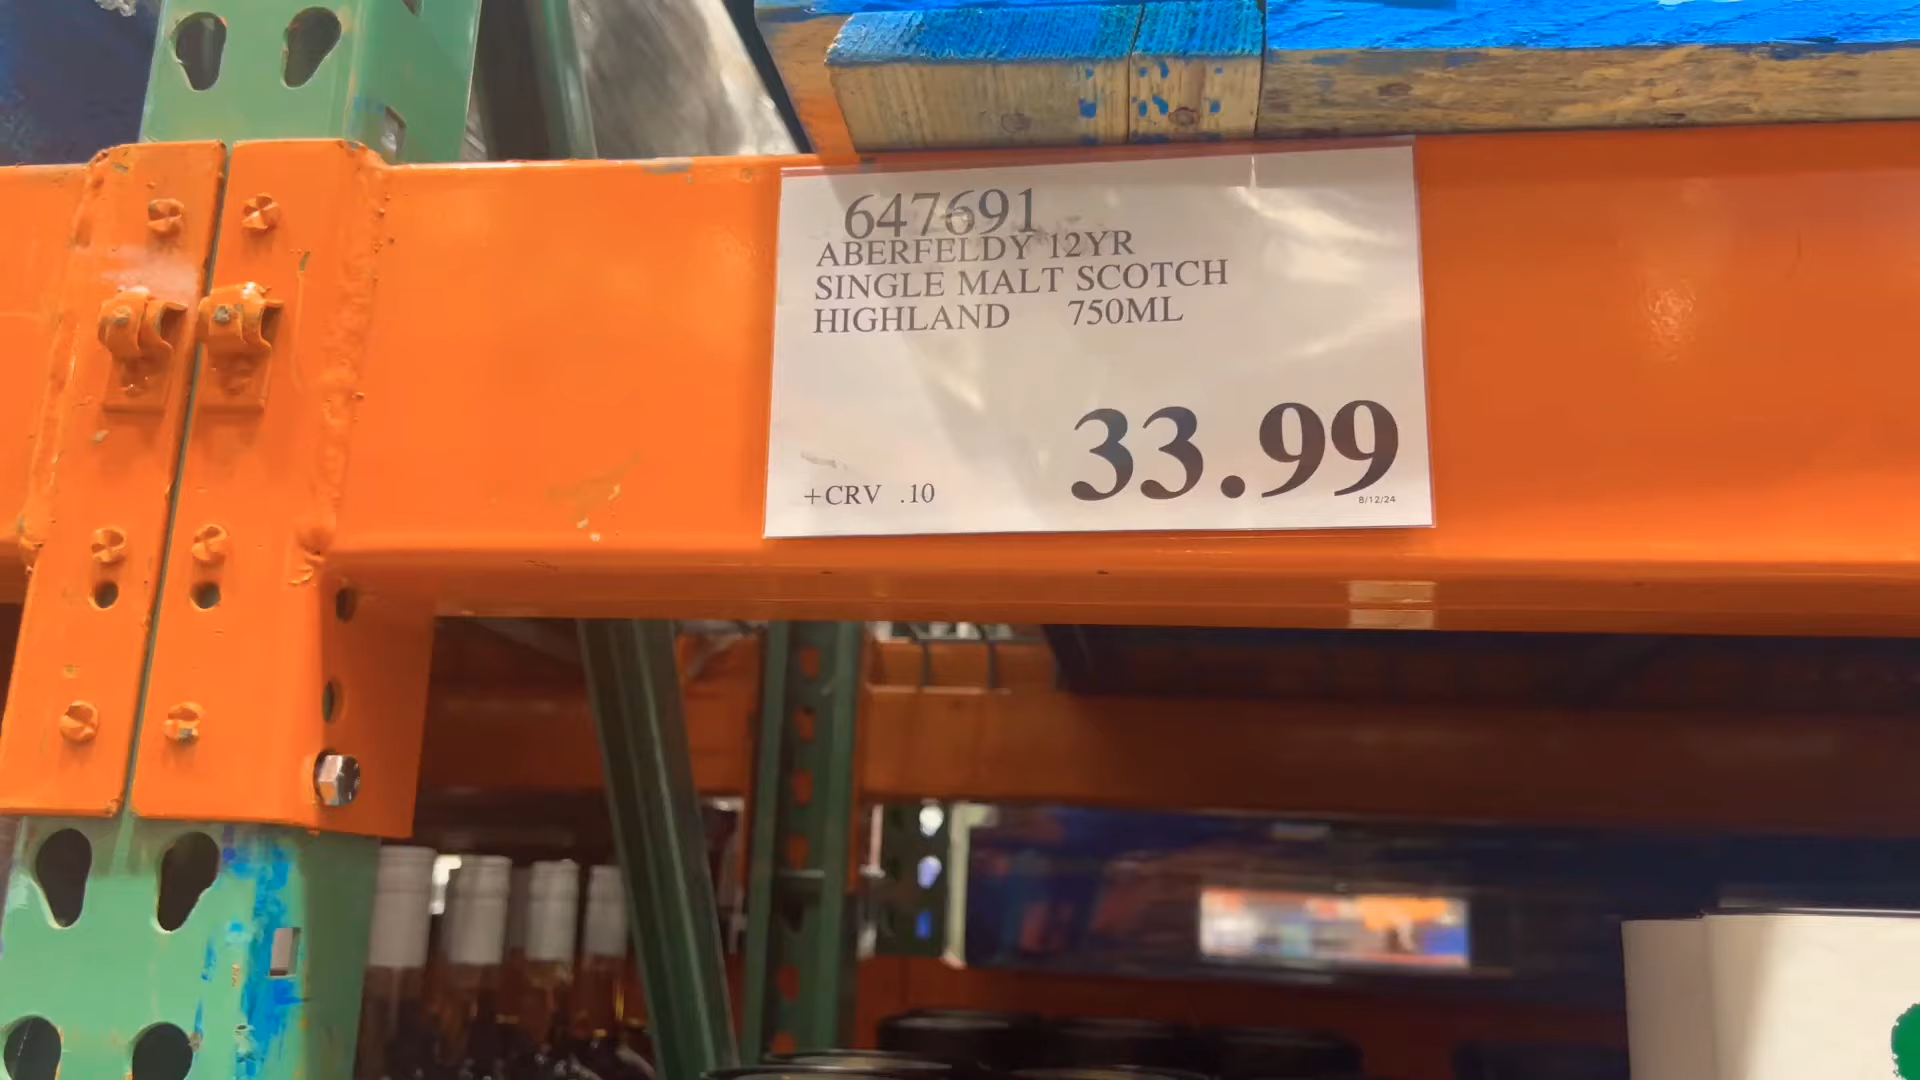 647691
ABERFELDY 12YR
SINGLE MALT SCOTCH
HIGHLAND 750ML
33.99
+CRV .10
8/12/24